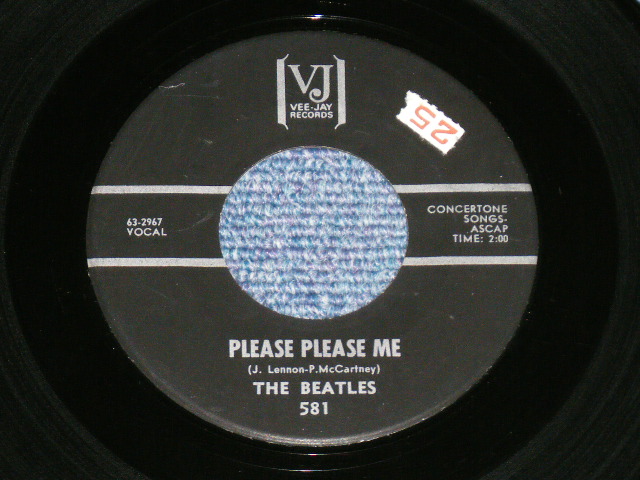 VJ
VEE-JAY
RECORDS
25
63-2967
VOCAL
CONCERTONE
SONGS-
ASCAP
TIME: 2:00
PLEASE PLEASE ME
(J. Lennon-P.McCartney)
THE BEATLES
581